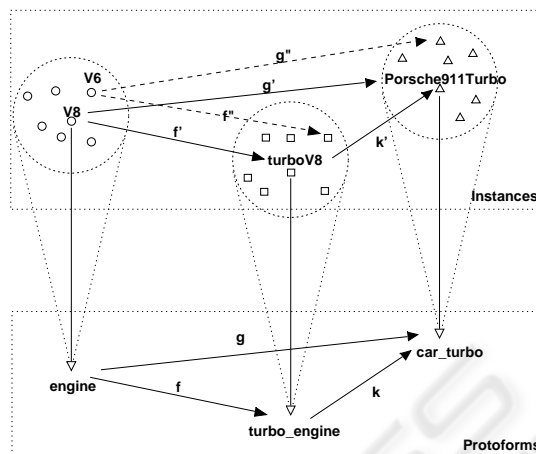 g"
V6
g'
Porsche911Turbo
V8
f"
f'
k'
turboV8
Instances
g
car_turbo
engine
f
k
turbo_engine
Protoforms